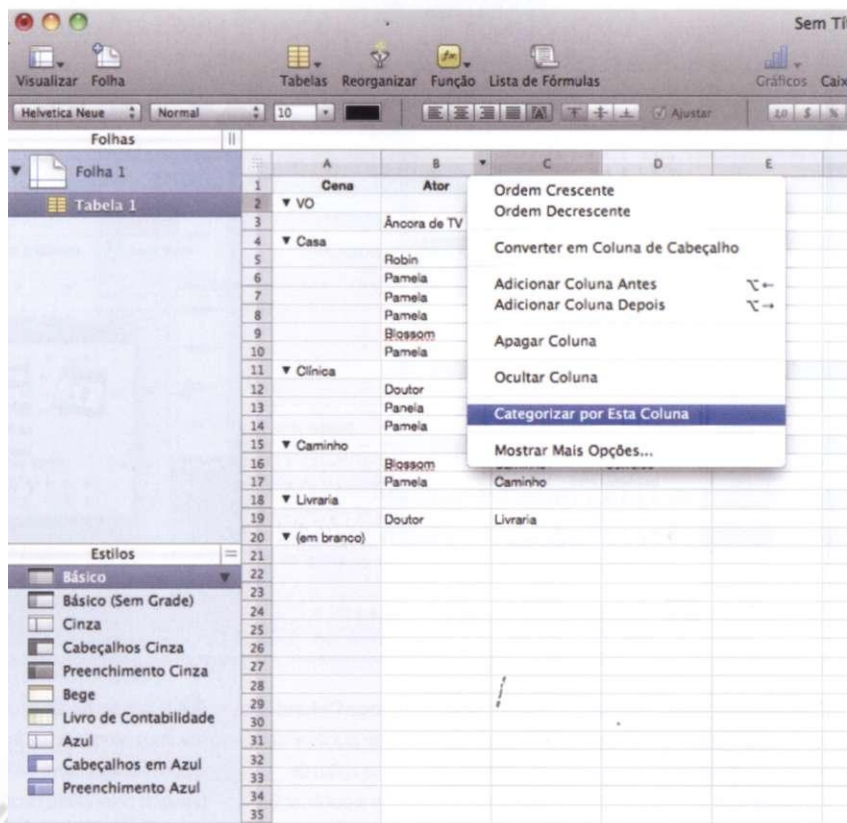 Sem Tí
Visualizar Folha Tabelas Reorganizar Função Lista de Fórmulas Gráficos Caix
Helvetica Neue Normal 10 Ajustar 1.0 $ %
Folhas
Folha 1
Tabela 1
A B C D E
1 Cena Ator
2 VO
3 Âncora de TV
4 Casa
5 Robin
6 Pamela
7 Pamela
8 Pamela
9 Blossom
10 Pamela
11 Clínica
12 Doutor
13 Panela
14 Pamela
15 Caminho
16 Blossom
17 Pamela Caminho
18 Livraria
19 Doutor Livraria
20 (em branco)
21
22
23
24
25
26
27
28
29
30
31
32
33
34
35
Ordem Crescente
Ordem Decrescente
Converter em Coluna de Cabeçalho
Adicionar Coluna Antes ⌥←
Adicionar Coluna Depois ⌥→
Apagar Coluna
Ocultar Coluna
Categorizar por Esta Coluna
Mostrar Mais Opções...
Estilos
Básico
Básico (Sem Grade)
Cinza
Cabeçalhos Cinza
Preenchimento Cinza
Bege
Livro de Contabilidade
Azul
Cabeçalhos em Azul
Preenchimento Azul